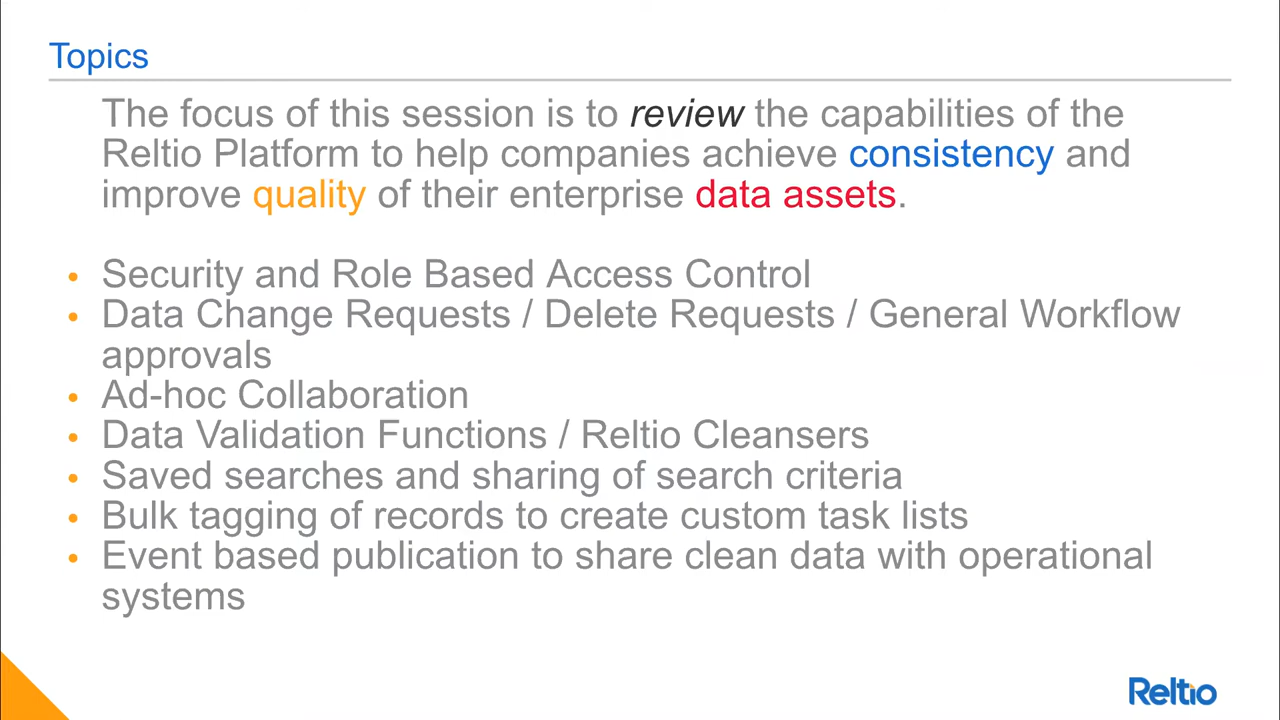 Topics
The focus of this session is to review the capabilities of the
Reltio Platform to help companies achieve consistency and
improve quality of their enterprise data assets.
• Security and Role Based Access Control
• Data Change Requests / Delete Requests / General Workflow
approvals
• Ad-hoc Collaboration
• Data Validation Functions / Reltio Cleansers
• Saved searches and sharing of search criteria
• Bulk tagging of records to create custom task lists
• Event based publication to share clean data with operational
systems
Reltio